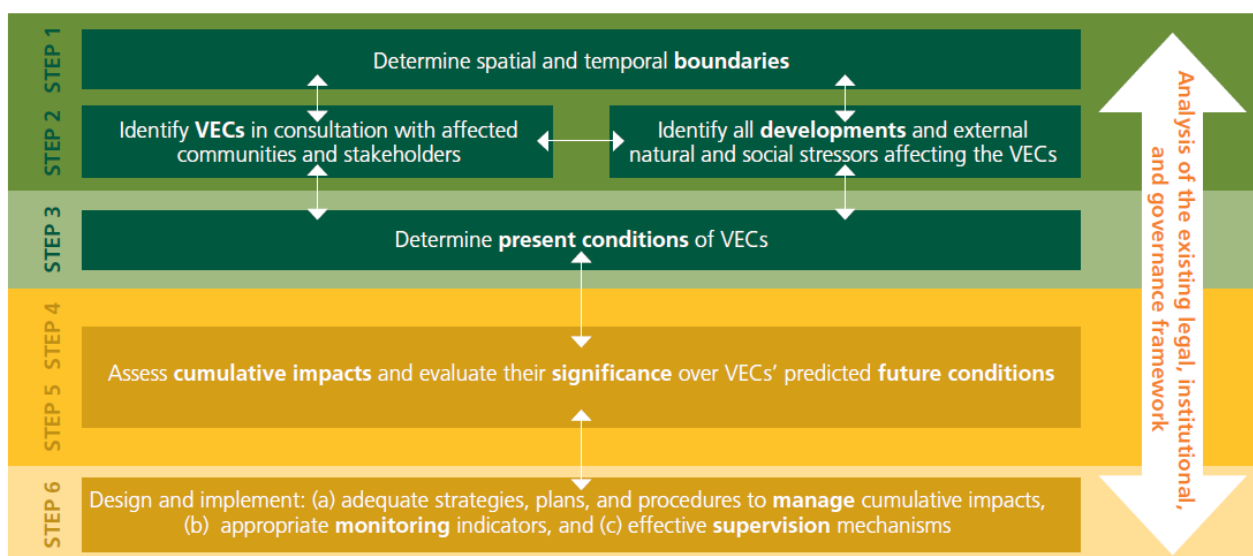 STEP 1
Determine spatial and temporal boundaries
STEP 2
Identify VECs in consultation with affected
communities and stakeholders
Identify all developments and external
natural and social stressors affecting the VECs
STEP 3
Determine present conditions of VECs
STEP 4
STEP 5
Assess cumulative impacts and evaluate their significance over VECs’ predicted future conditions
STEP 6
Design and implement: (a) adequate strategies, plans, and procedures to manage cumulative impacts,
(b) appropriate monitoring indicators, and (c) effective supervision mechanisms
Analysis of the existing legal, institutional,
and governance framework